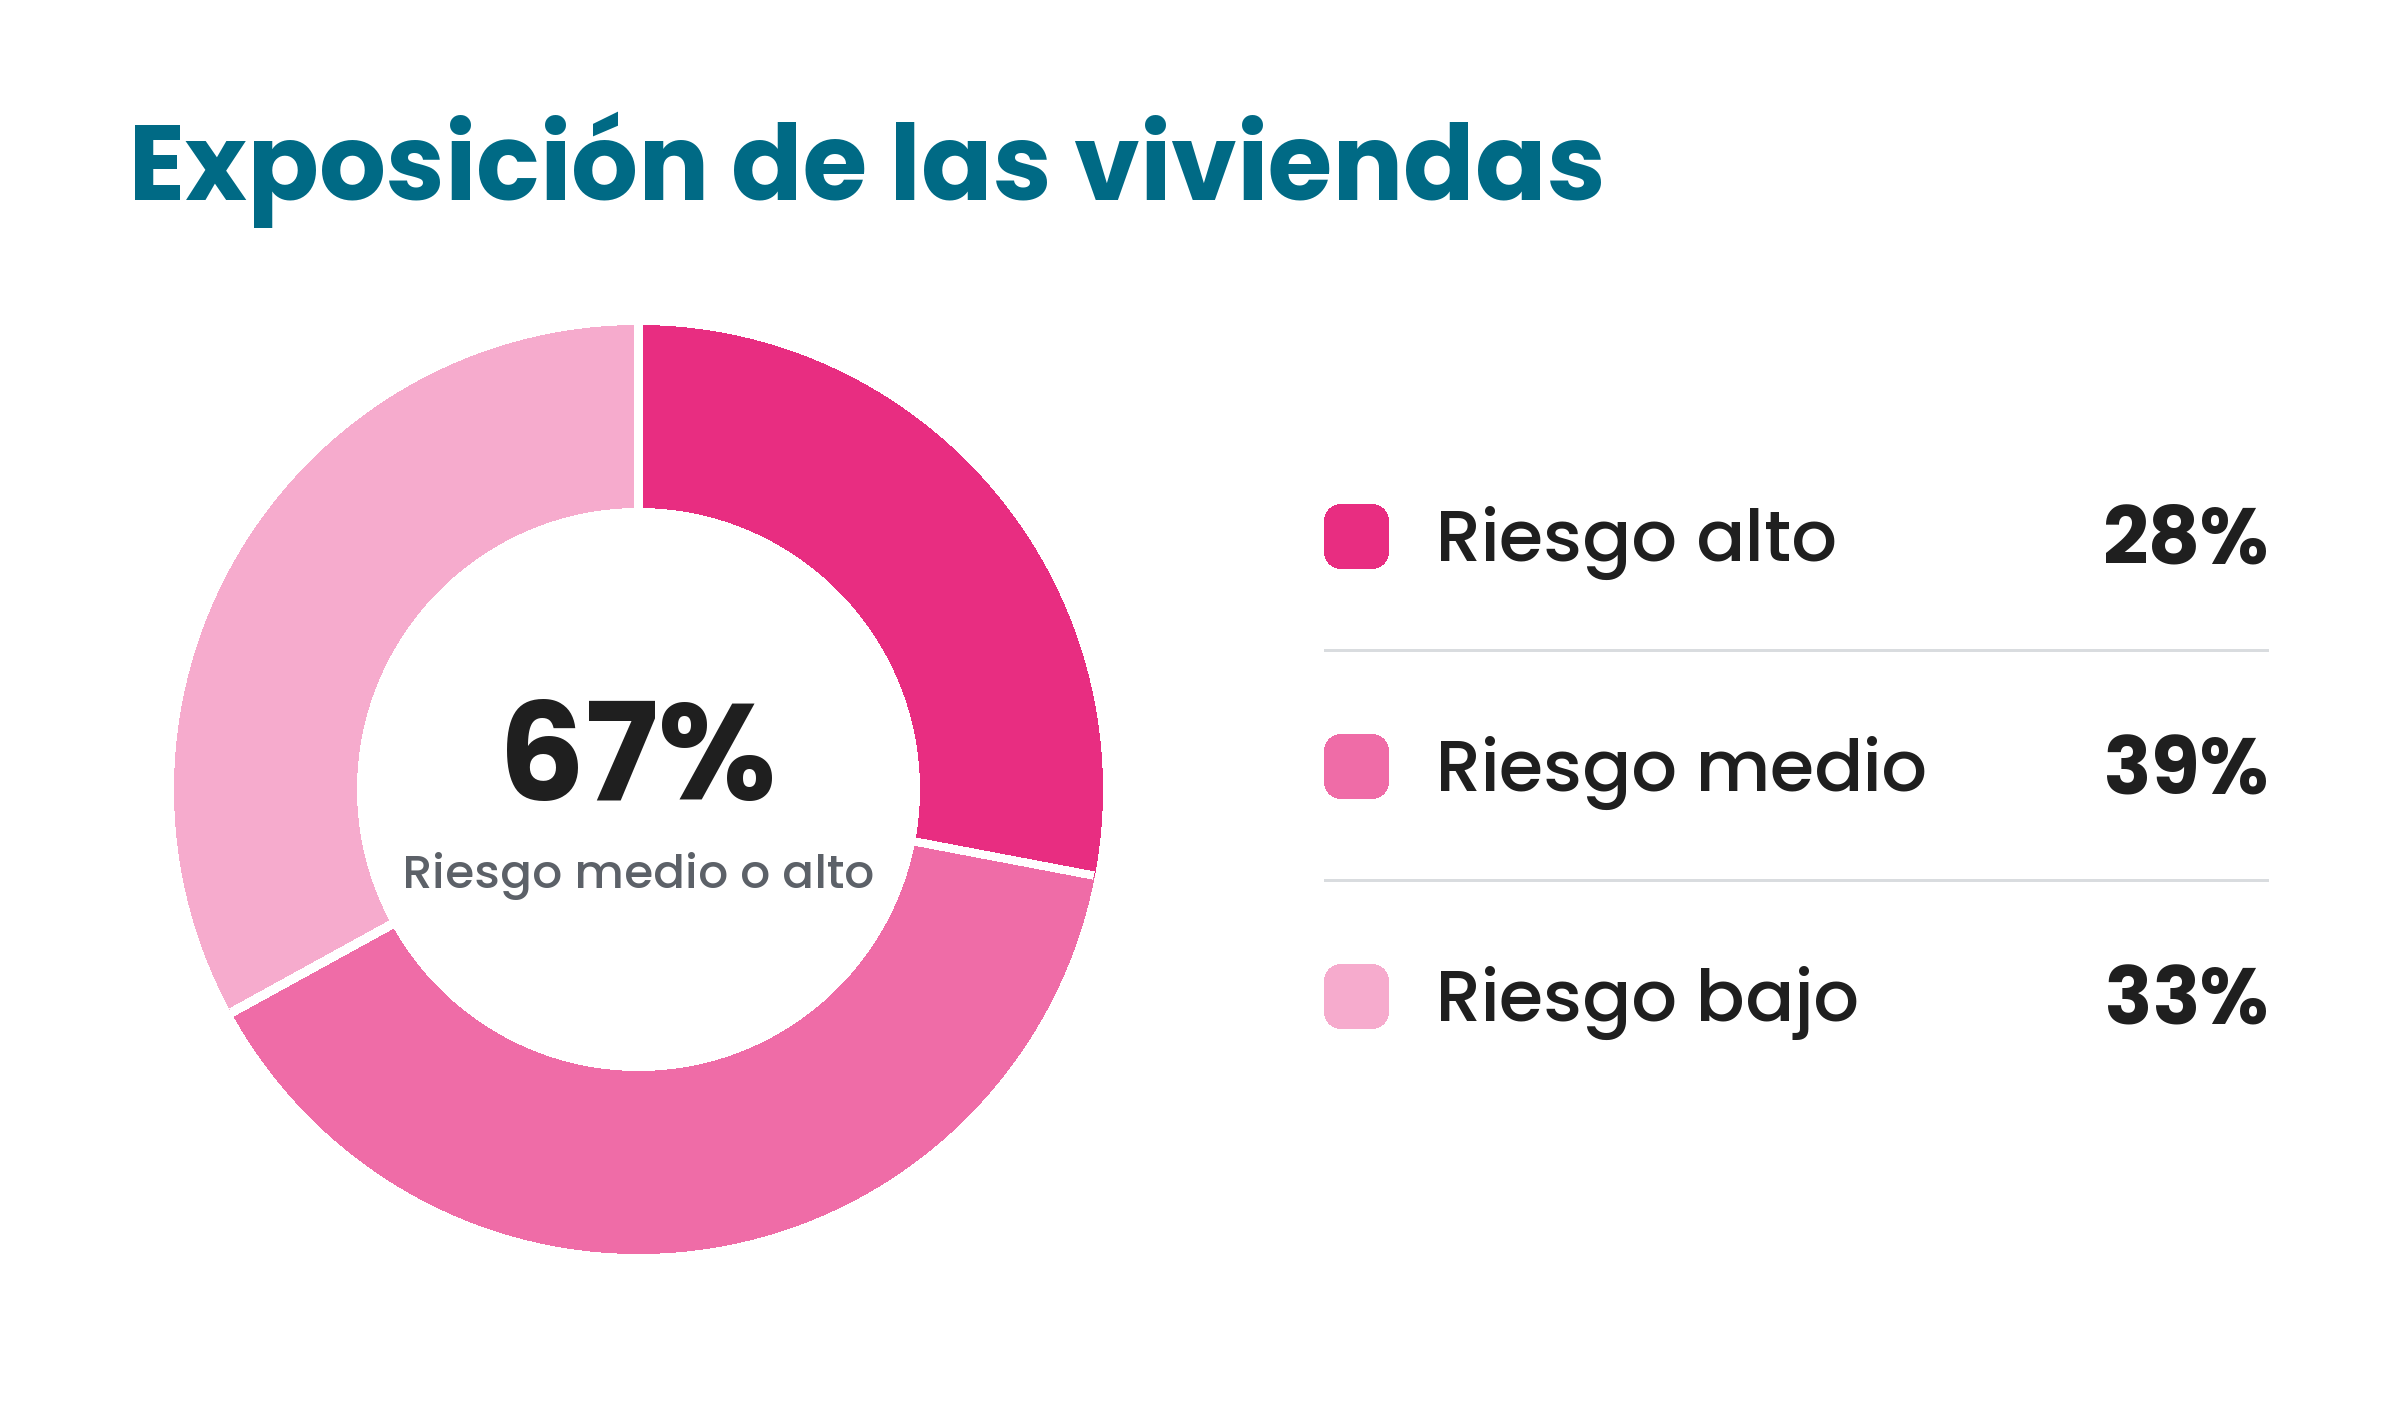 Exposición de las viviendas
67%
Riesgo medio o alto
Riesgo alto 28%
Riesgo medio 39%
Riesgo bajo 33%